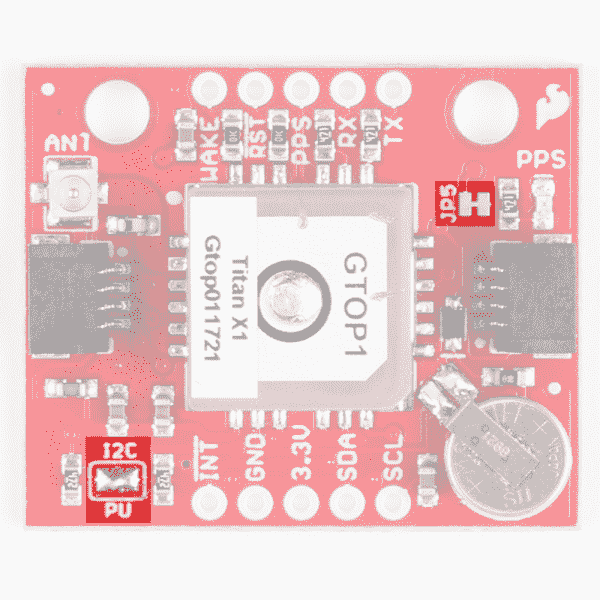 WAKE
RST
PPS
RX
TX
AN1
PPS
JP5
Titan X1
Gtop011721
GTOP1
I2C
PU
INT
GND
3.3V
SDA
SCL